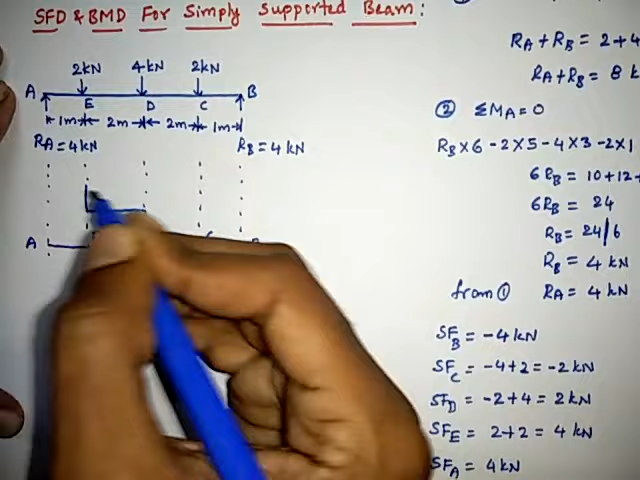 SFD & BMD For Simply Supported Beam:
2kN 4kN 2kN
A B
E D C
1m 2m 2m 1m
RA = 4kN RB = 4 kN
A
RA + RB = 2+4
RA + RB = 8 k
② ΣMA = 0
RB × 6 - 2 × 5 - 4 × 3 - 2 × 1
6 RB = 10 + 12 +
6RB = 24
RB = 24/6
RB = 4 kN
from ① RA = 4 kN
SFB = -4 kN
SFC = -4+2 = -2 kN
SFD = -2+4 = 2 kN
SFE = 2+2 = 4 kN
SFA = 4 kN